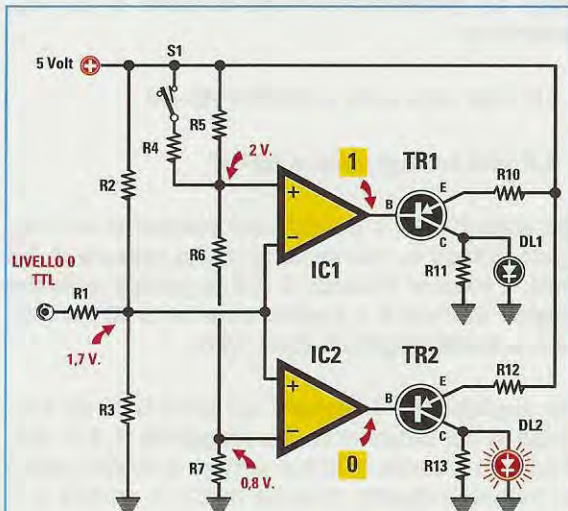 S1
5 Volt
R4
R5
2 V.
1
TR1
R10
E
B
C
R2
DL1
R6
R11
IC1
LIVELLO 0
TTL
R1
1,7 V.
IC2
TR2
R12
E
B
C
R3
DL2
R7
0,8 V.
0
R13
+
−
+
−
+